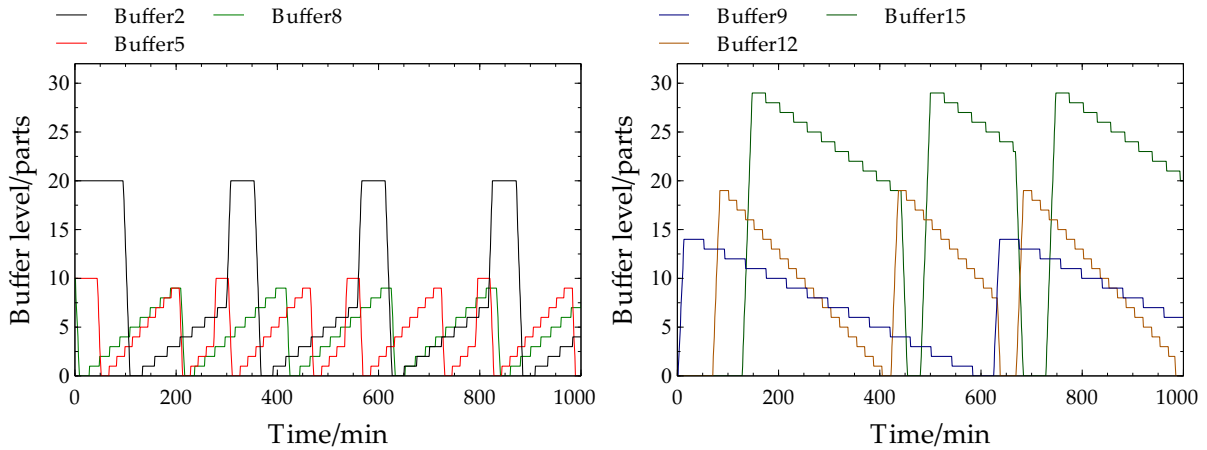 Buffer2 Buffer8
Buffer5
30
25
20
15
10
5
0
0 200 400 600 800 1000
Buffer level/parts
Time/min
Buffer9 Buffer15
Buffer12
30
25
20
15
10
5
0
0 200 400 600 800 1000
Buffer level/parts
Time/min